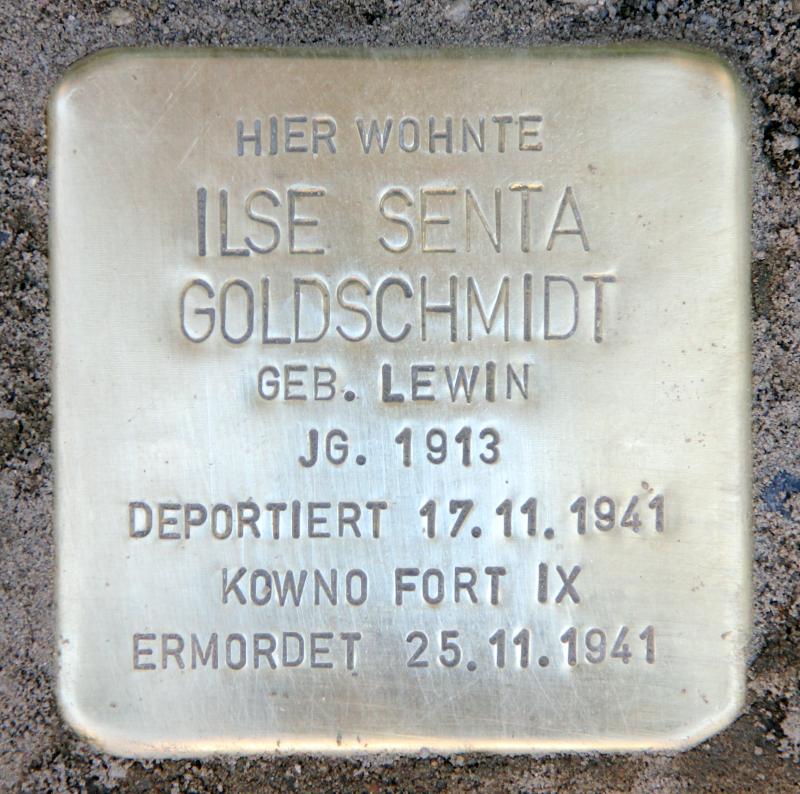 HIER WOHNTE
ILSE SENTA
GOLDSCHMIDT
GEB. LEWIN
JG. 1913
DEPORTIERT 17.11.1941
KOWNO FORT IX
ERMORDET 25.11.1941